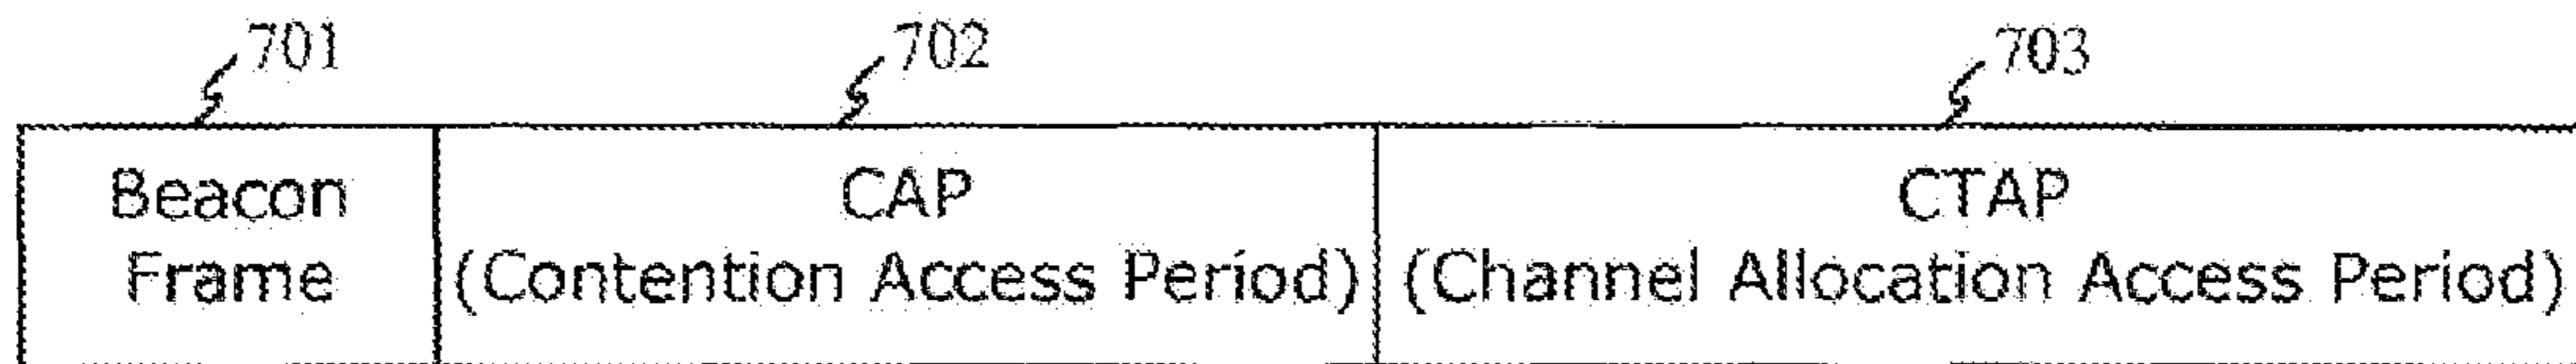 701 702 703
Beacon Frame
CAP
(Contention Access Period)
CTAP
(Channel Allocation Access Period)